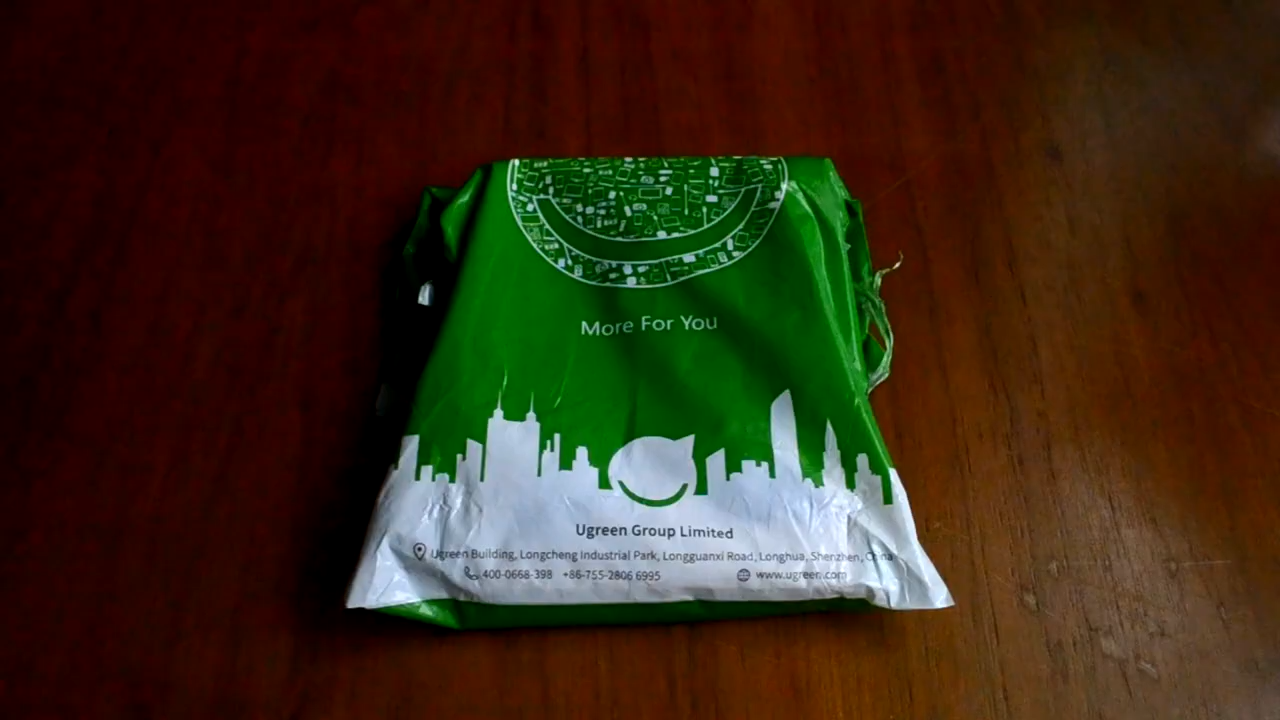 More For You
Ugreen Group Limited
Ugreen Building, Longcheng Industrial Park, Longguanxi Road, Longhua, Shenzhen, China
400-0668-398 +86-755-2806 6995 www.ugreen.com